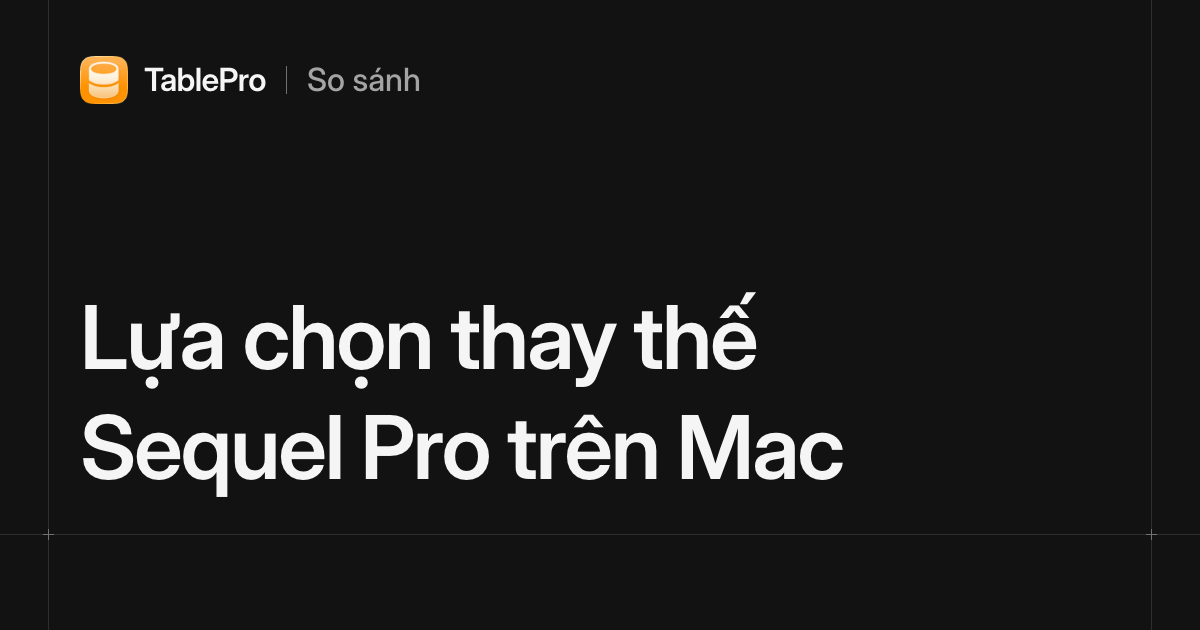 TablePro | So sánh
Lựa chọn thay thế
Sequel Pro trên Mac